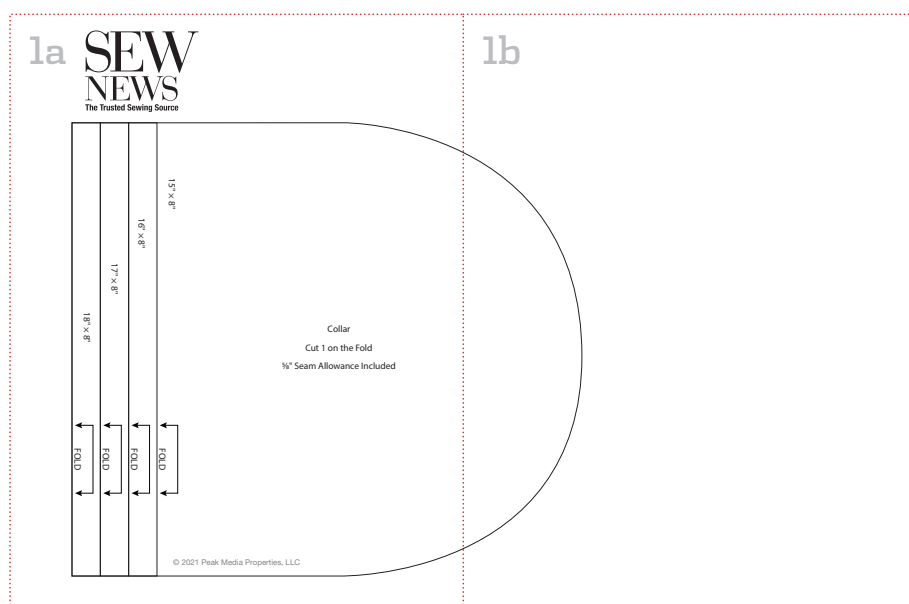 1a
SEW
NEWS
The Trusted Sewing Source
1b
15" × 8"
16" × 8"
17" × 8"
18" × 8"
Collar
Cut 1 on the Fold
⅝" Seam Allowance Included
FOLD
FOLD
FOLD
FOLD
© 2021 Peak Media Properties, LLC